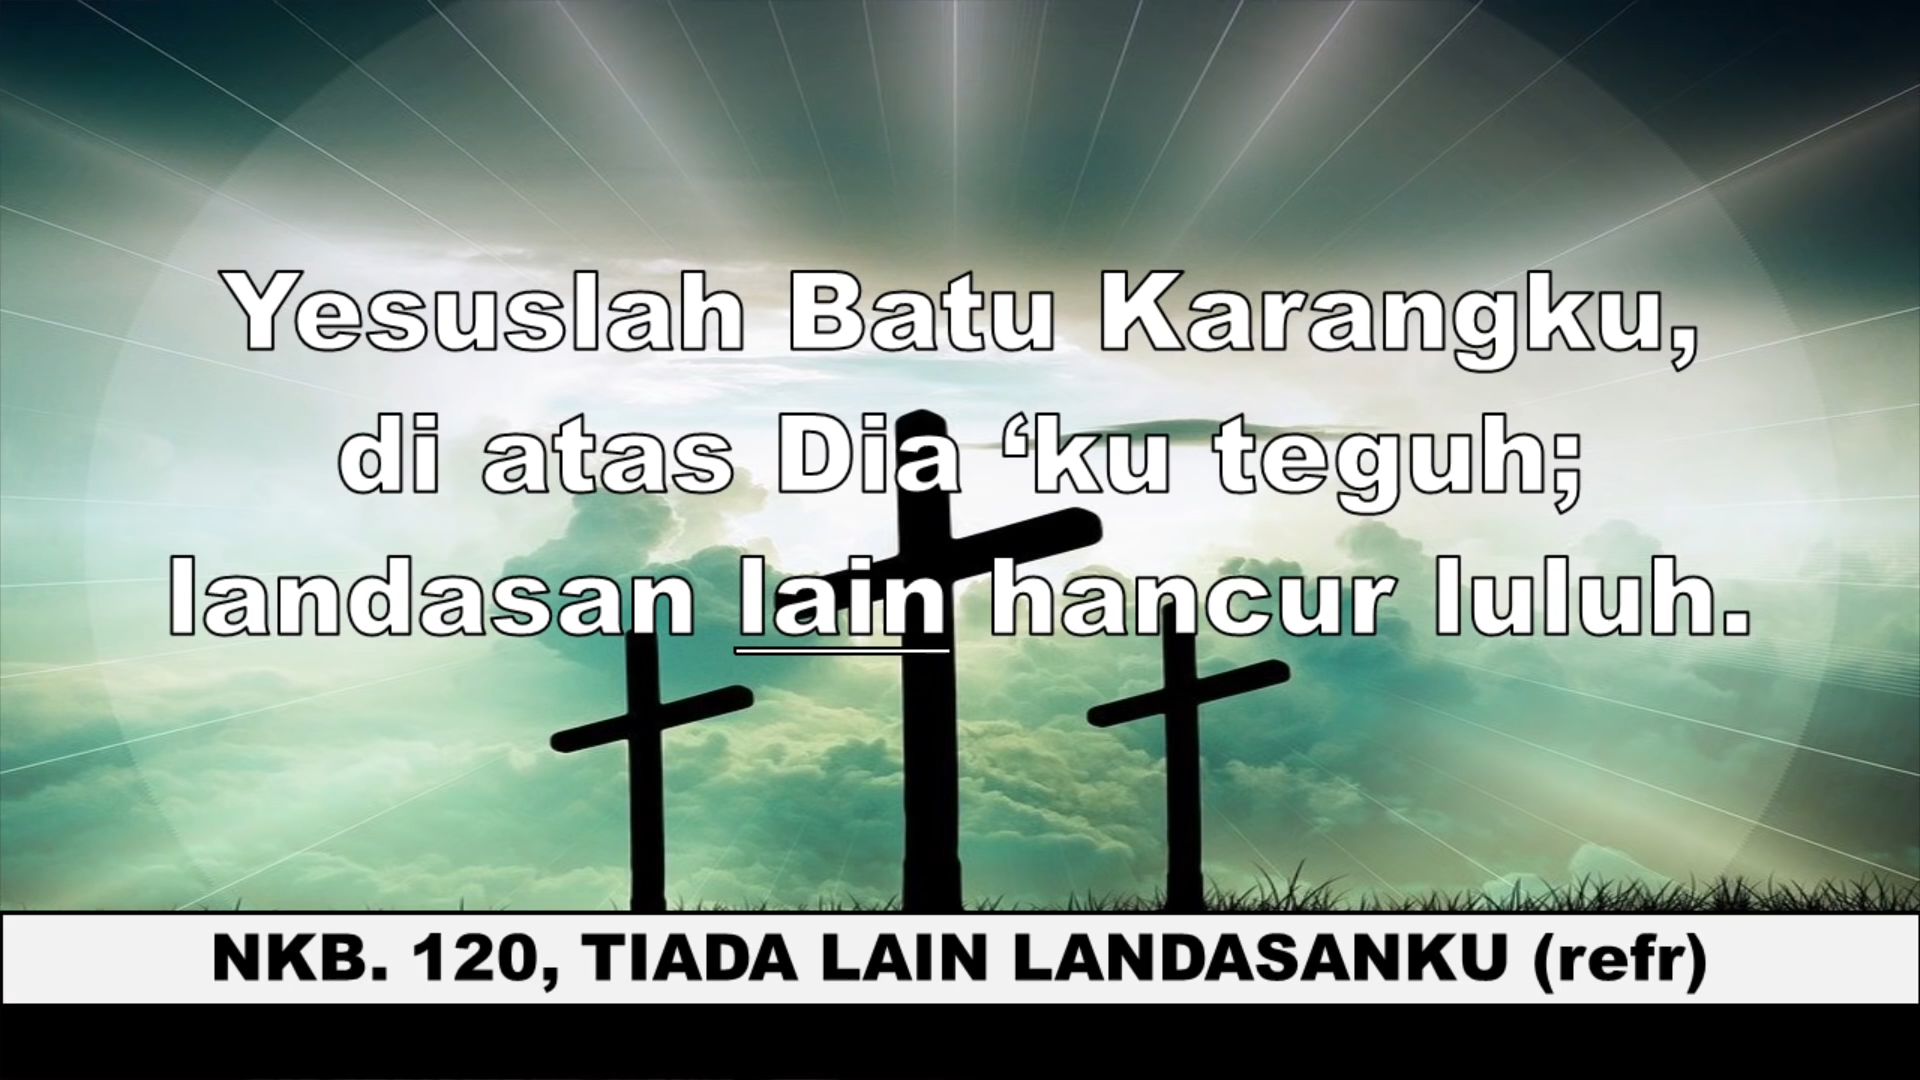 Yesuslah Batu Karangku,
di atas Dia ‘ku teguh;
landasan lain hancur luluh.
NKB. 120, TIADA LAIN LANDASANKU (refr)